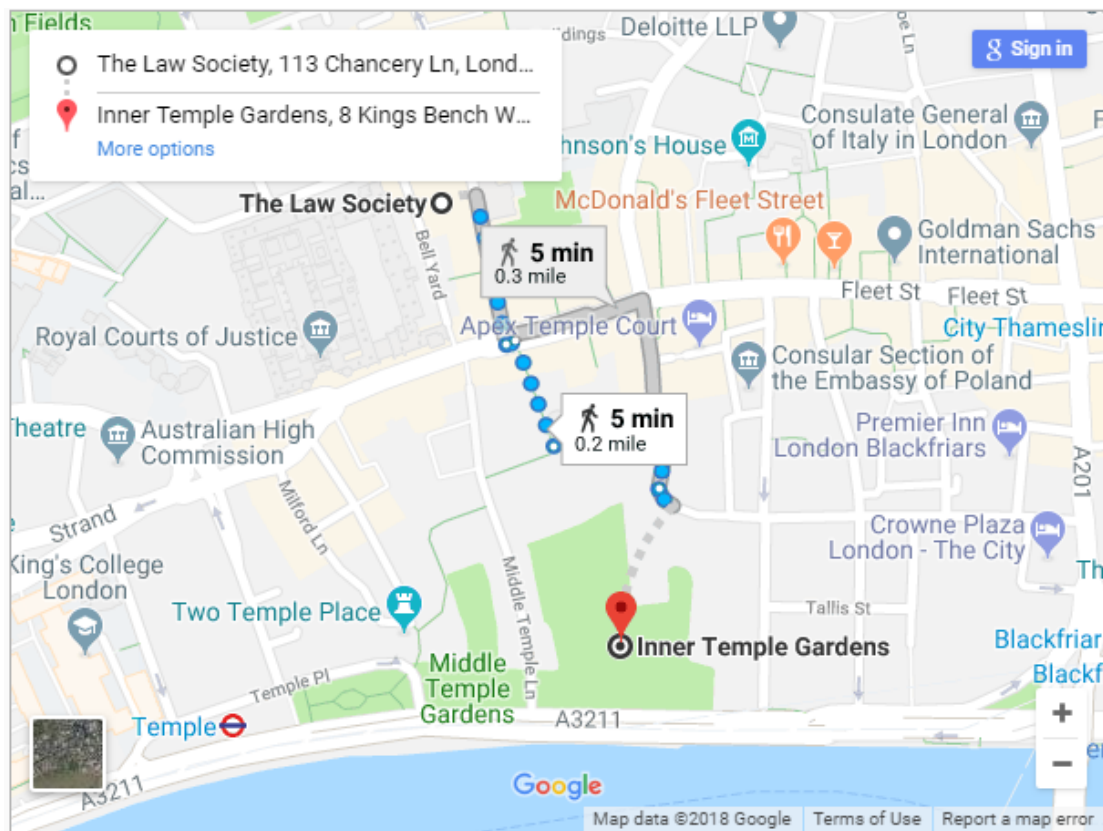 The Law Society, 113 Chancery Ln, Lond...
Inner Temple Gardens, 8 Kings Bench W...
More options
Fields
Deloitte LLP
g Sign in
Consulate General
of Italy in London
hnson's House
McDonald's Fleet Street
The Law Society
Bell Yard
5 min
0.3 mile
Goldman Sachs
International
Fleet St
Fleet St
Royal Courts of Justice
Apex Temple Court
City Thameslin
Consular Section of
the Embassy of Poland
Theatre
Australian High
Commission
5 min
0.2 mile
Premier Inn
London Blackfriars
A201
Strand
Milford Ln
Crowne Plaza
London - The City
King's College
London
Middle Temple Ln
Two Temple Place
Tallis St
Inner Temple Gardens
Blackfriar
Blackf
Middle
Temple
Gardens
Temple Pl
Temple
A3211
A3211
+
−
Google
Map data ©2018 Google
Terms of Use
Report a map error